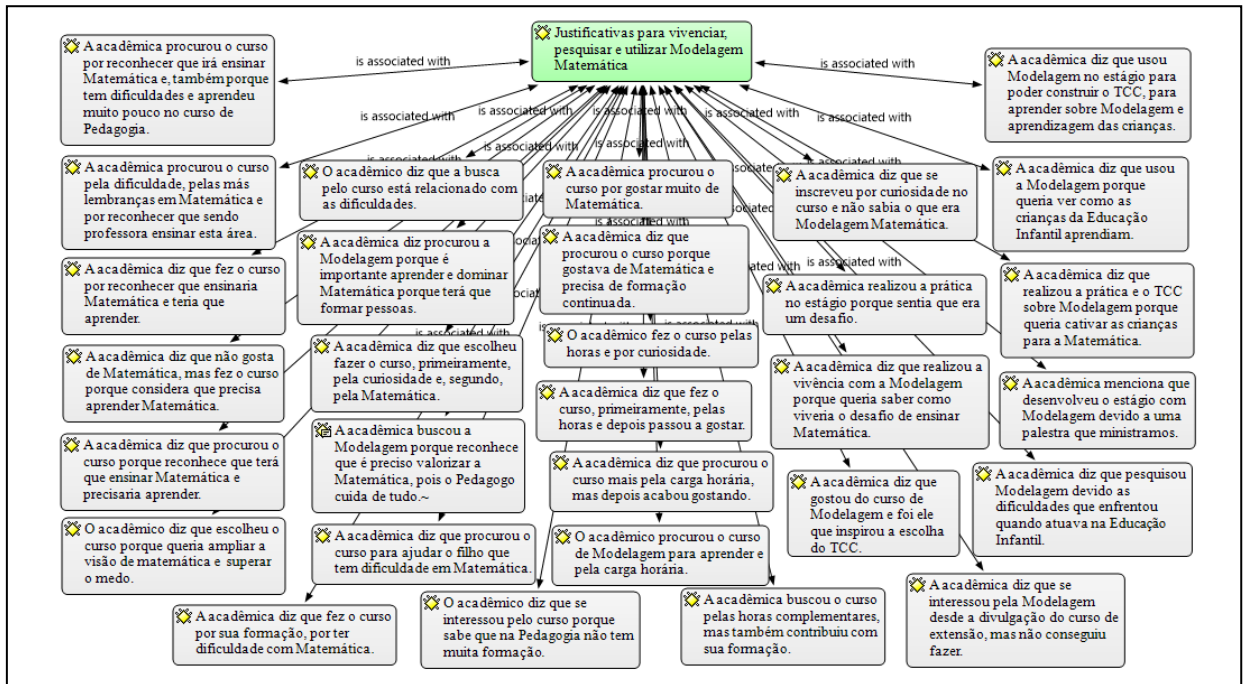 Justificativas para vivenciar,
pesquisar e utilizar Modelagem
Matemática
A acadêmica procurou o curso
por reconhecer que irá ensinar
Matemática e, também porque
tem dificuldades e aprendeu
muito pouco no curso de
Pedagogia.
is associated with
is associated with
A acadêmica diz que usou
Modelagem no estágio para
poder construir o TCC, para
aprender sobre Modelagem e
aprendizagem das crianças.
is associated with
is associated with
is associated with
is associated with
is associated with
A acadêmica procurou o curso
pela dificuldade, pelas más
lembranças em Matemática e
por reconhecer que sendo
professora ensinar esta área.
O acadêmico diz que a busca
pelo curso está relacionado com
as dificuldades.
A acadêmica procurou o
curso por gostar muito de
Matemática.
A acadêmica diz que se
inscreveu por curiosidade no
curso e não sabia o que era
Modelagem Matemática.
A acadêmica diz que usou
a Modelagem porque
queria ver como as
crianças da Educação
Infantil aprendiam.
A acadêmica diz que fez o curso
por reconhecer que ensinaria
Matemática e teria que
aprender.
A acadêmica diz procurou a
Modelagem porque é
importante aprender e dominar
Matemática porque terá que
formar pessoas.
A acadêmica diz que
procurou o curso porque
gostava de Matemática e
precisa de formação
continuada.
is associated with
is associated with
A acadêmica realizou a prática
no estágio porque sentia que era
um desafio.
A acadêmica diz que
realizou a prática e o TCC
sobre Modelagem porque
queria cativar as crianças
para a Matemática.
A acadêmica diz que não gosta
de Matemática, mas fez o curso
porque considera que precisa
aprender Matemática.
A acadêmica diz que escolheu
fazer o curso, primeiramente,
pela curiosidade e, segundo,
pela Matemática.
O acadêmico fez o curso pelas
horas e por curiosidade.
A acadêmica diz que realizou a
vivência com a Modelagem
porque queria saber como
viveria o desafio de ensinar
Matemática.
A acadêmica menciona que
desenvolveu o estágio com
Modelagem devido a uma
palestra que ministramos.
A acadêmica diz que procurou o
curso porque reconhece que terá
que ensinar Matemática e
precisaria aprender.
A acadêmica buscou a
Modelagem porque reconhece
que é preciso valorizar a
Matemática, pois o Pedagogo
cuida de tudo.~
A acadêmica diz que fez o
curso, primeiramente, pelas
horas e depois passou a gostar.
A acadêmica diz que procurou o
curso mais pela carga horária,
mas depois acabou gostando.
A acadêmica diz que
gostou do curso de
Modelagem e foi ele
que inspirou a escolha
do TCC.
A acadêmica diz que pesquisou
Modelagem devido as
dificuldades que enfrentou
quando atuava na Educação
Infantil.
O acadêmico diz que escolheu o
curso porque queria ampliar a
visão de matemática e superar
o medo.
A acadêmica diz que procurou o
curso para ajudar o filho que
tem dificuldade em Matemática.
O acadêmico procurou o curso
de Modelagem para aprender e
pela carga horária.
A acadêmica diz que fez o curso
por sua formação, por ter
dificuldade com Matemática.
O acadêmico diz que se
interessou pelo curso porque
sabe que na Pedagogia não tem
muita formação.
A acadêmica buscou o curso
pelas horas complementares,
mas também contribuiu com
sua formação.
A acadêmica diz que se
interessou pela Modelagem
desde a divulgação do curso de
extensão, mas não conseguiu
fazer.